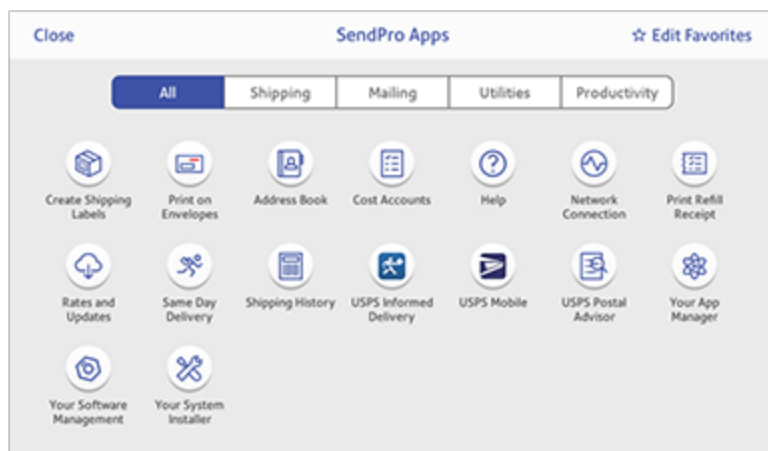 Close SendPro Apps ☆ Edit Favorites
All Shipping Mailing Utilities Productivity
Create Shipping
Labels
Print on
Envelopes
Address Book
Cost Accounts
Help
Network
Connection
Print Refill
Receipt
Rates and
Updates
Same Day
Delivery
Shipping History
USPS Informed
Delivery
USPS Mobile
USPS Postal
Advisor
Your App
Manager
Your Software
Management
Your System
Installer